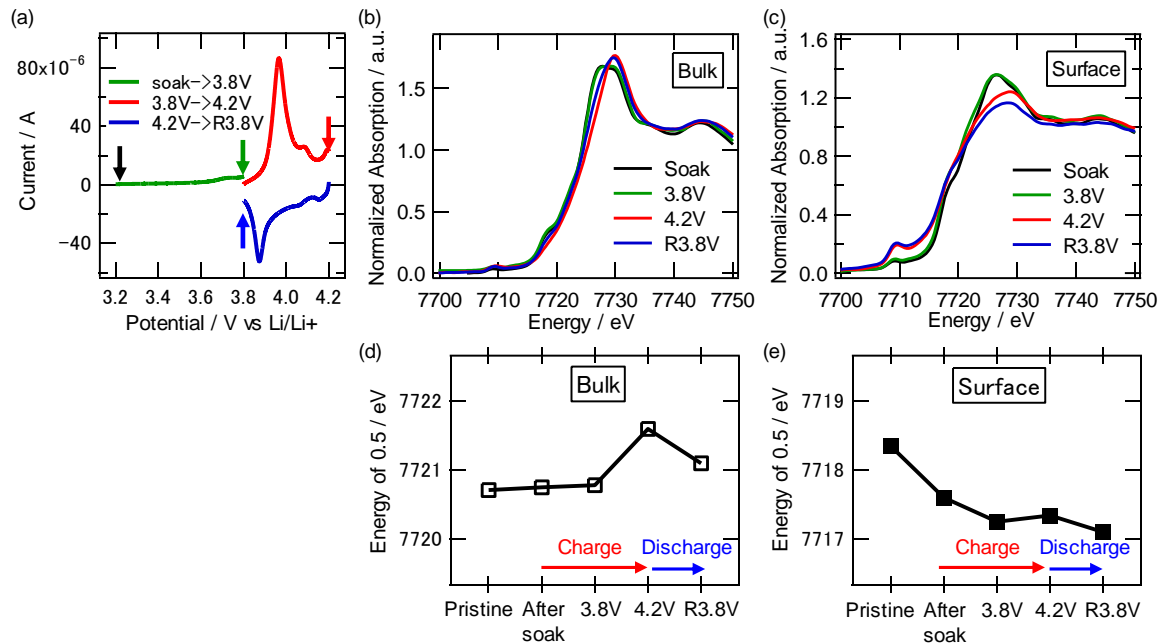 (a)
80x10⁻⁶
40
0
−40
Current / A
soak−>3.8V
3.8V−>4.2V
4.2V−>R3.8V
3.2 3.4 3.6 3.8 4.0 4.2
Potential / V vs Li/Li+
(b)
Normalized Absorption / a.u.
1.5
1.0
0.5
0.0
Bulk
Soak
3.8V
4.2V
R3.8V
7700 7710 7720 7730 7740 7750
Energy / eV
(c)
Normalized Absorption / a.u.
1.6
1.2
0.8
0.4
0.0
Surface
Soak
3.8V
4.2V
R3.8V
7700 7710 7720 7730 7740 7750
Energy / eV
(d)
Energy of 0.5 / eV
7722
7721
7720
Bulk
Charge Discharge
Pristine After soak 3.8V 4.2V R3.8V
(e)
Energy of 0.5 / eV
7719
7718
7717
Surface
Charge Discharge
Pristine After soak 3.8V 4.2V R3.8V